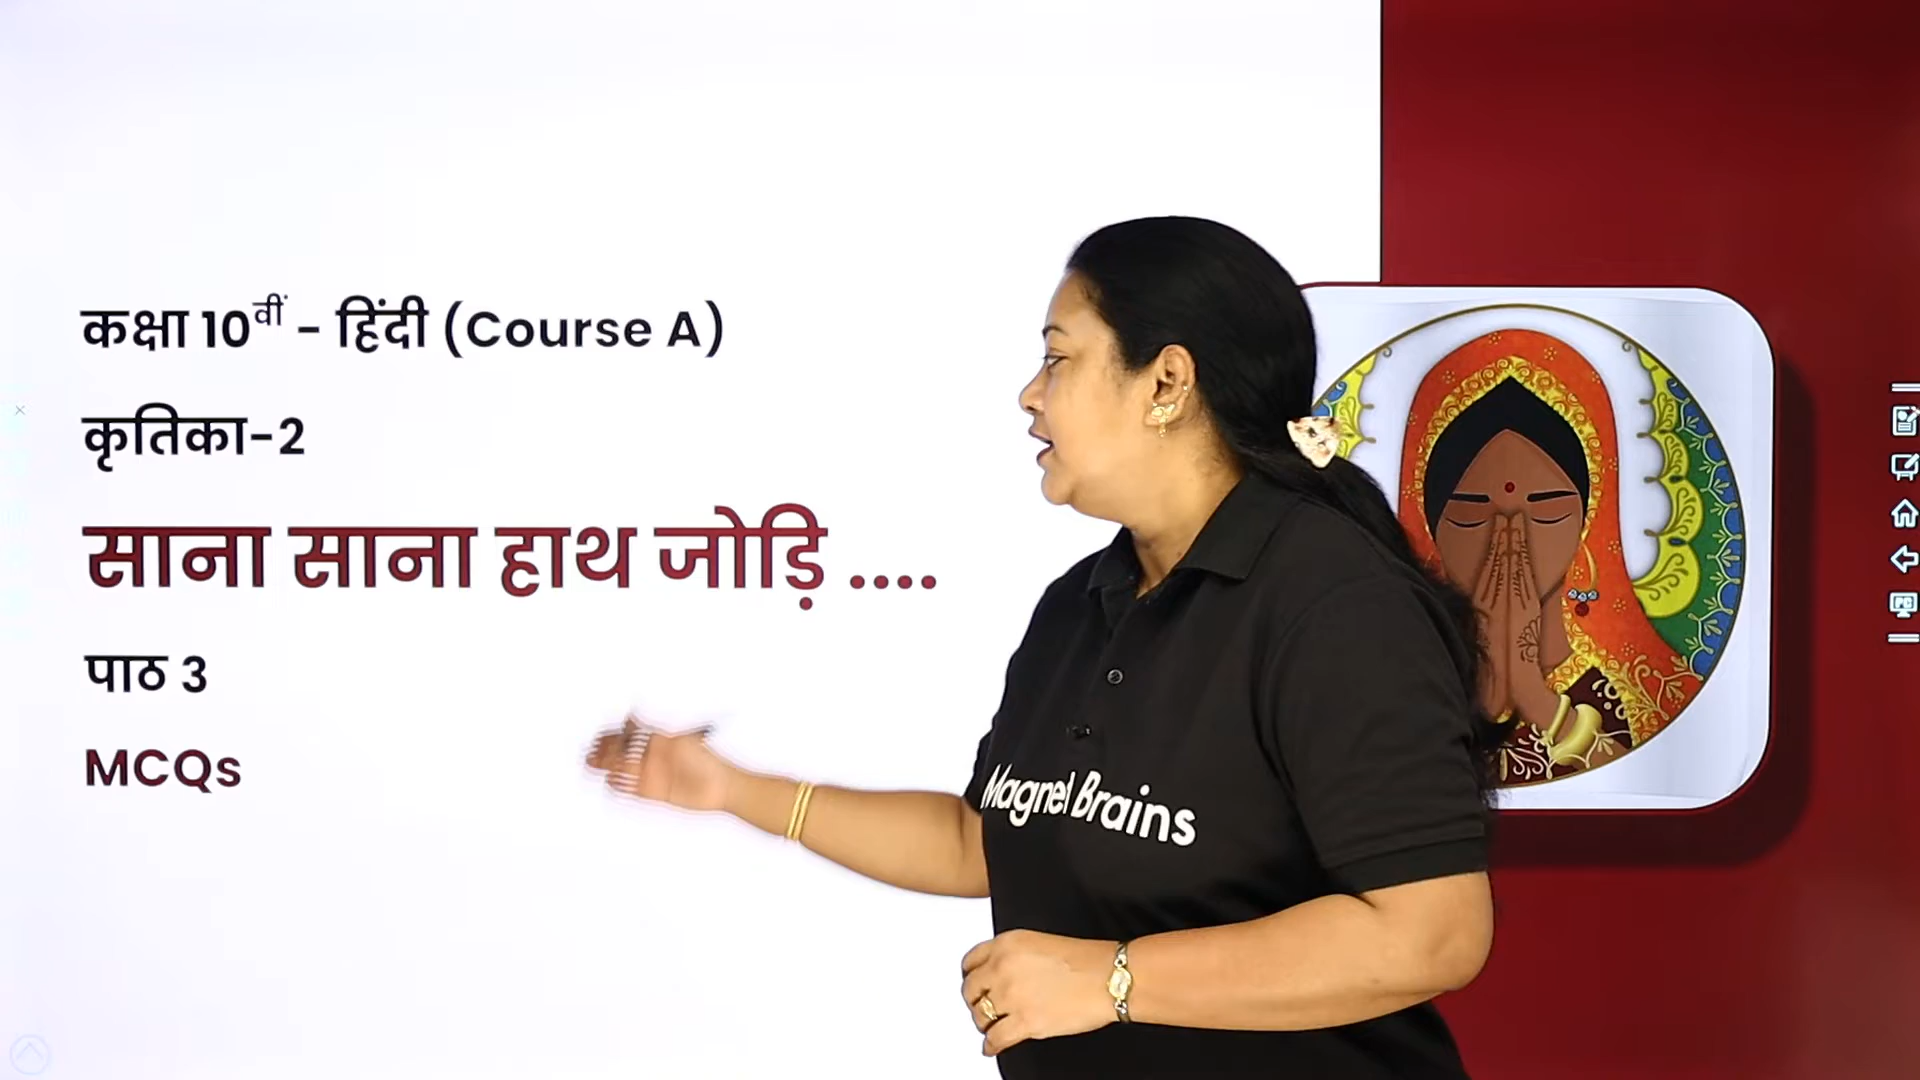 कक्षा 10वीं - हिंदी (Course A)
कृतिका-2
साना साना हाथ जोड़ि ....
पाठ 3
MCQs
Magnet Brains